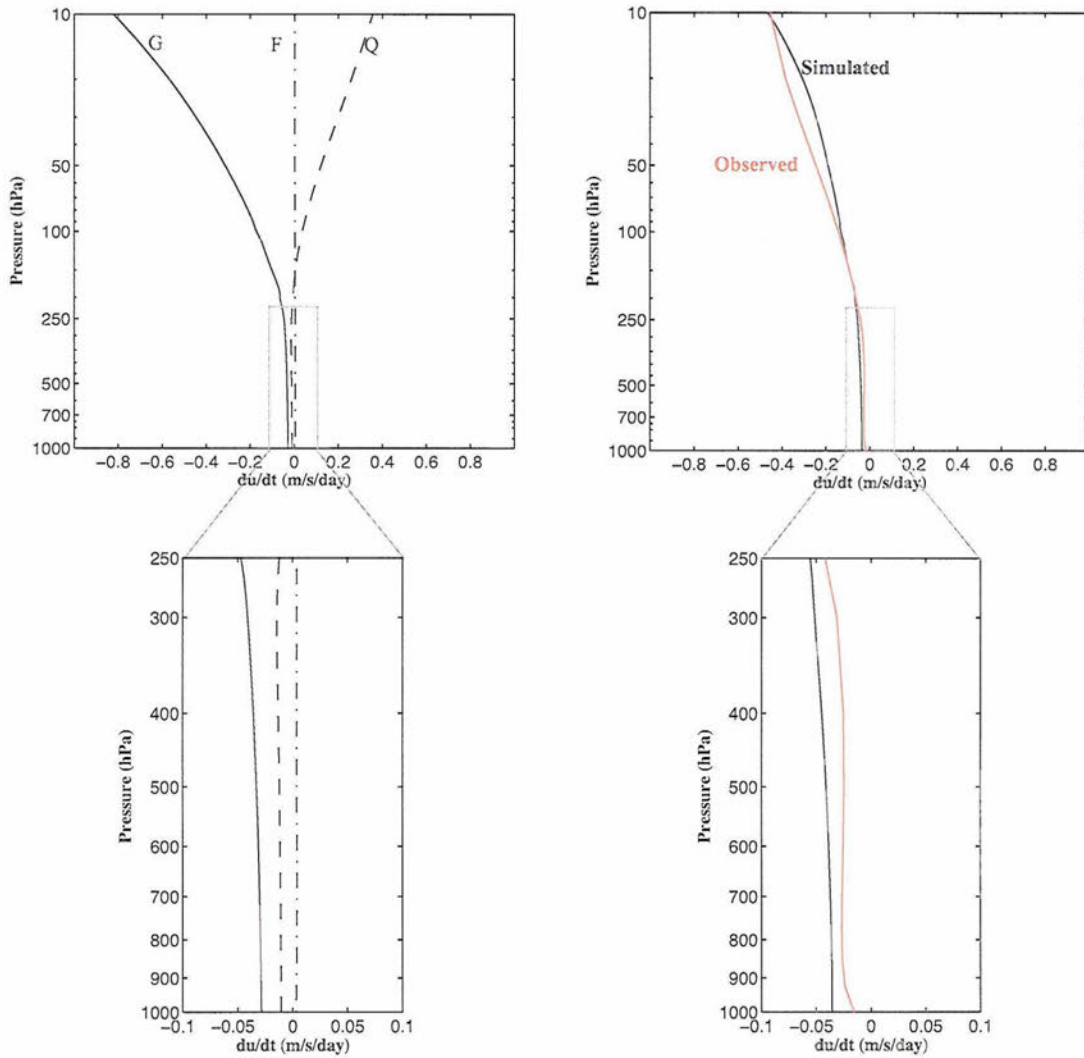 10
G
F
Q
50
100
250
500
700
1000
Pressure (hPa)
−0.8 −0.6 −0.4 −0.2 0 0.2 0.4 0.6 0.8
du/dt (m/s/day)
10
Simulated
Observed
50
100
250
500
700
1000
Pressure (hPa)
−0.8 −0.6 −0.4 −0.2 0 0.2 0.4 0.6 0.8
du/dt (m/s/day)
250
300
400
500
600
700
800
900
1000
Pressure (hPa)
−0.1 −0.05 0 0.05 0.1
du/dt (m/s/day)
250
300
400
500
600
700
800
900
1000
Pressure (hPa)
−0.1 −0.05 0 0.05 0.1
du/dt (m/s/day)